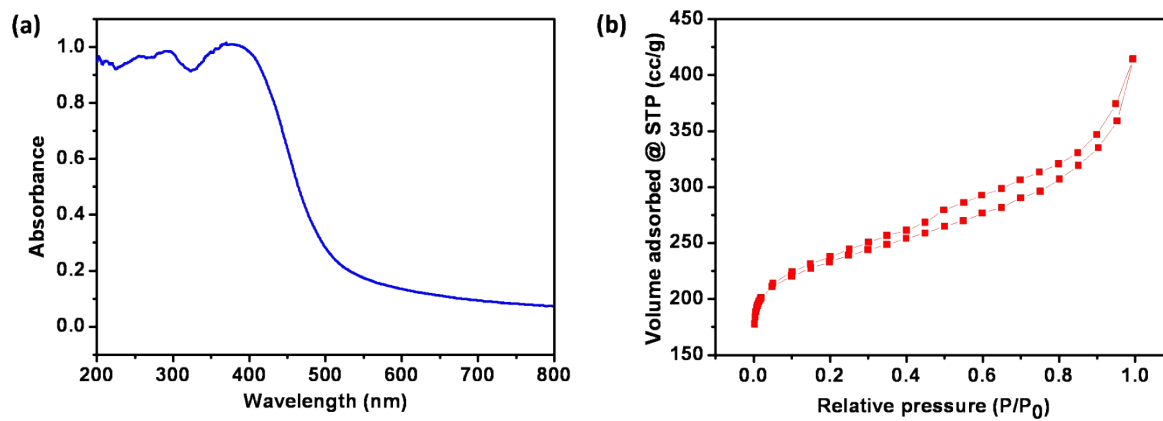 (a)
Absorbance
1.0
0.8
0.6
0.4
0.2
0.0
200 300 400 500 600 700 800
Wavelength (nm)
(b)
Volume adsorbed @ STP (cc/g)
450
400
350
300
250
200
150
0.0 0.2 0.4 0.6 0.8 1.0
Relative pressure (P/P0)